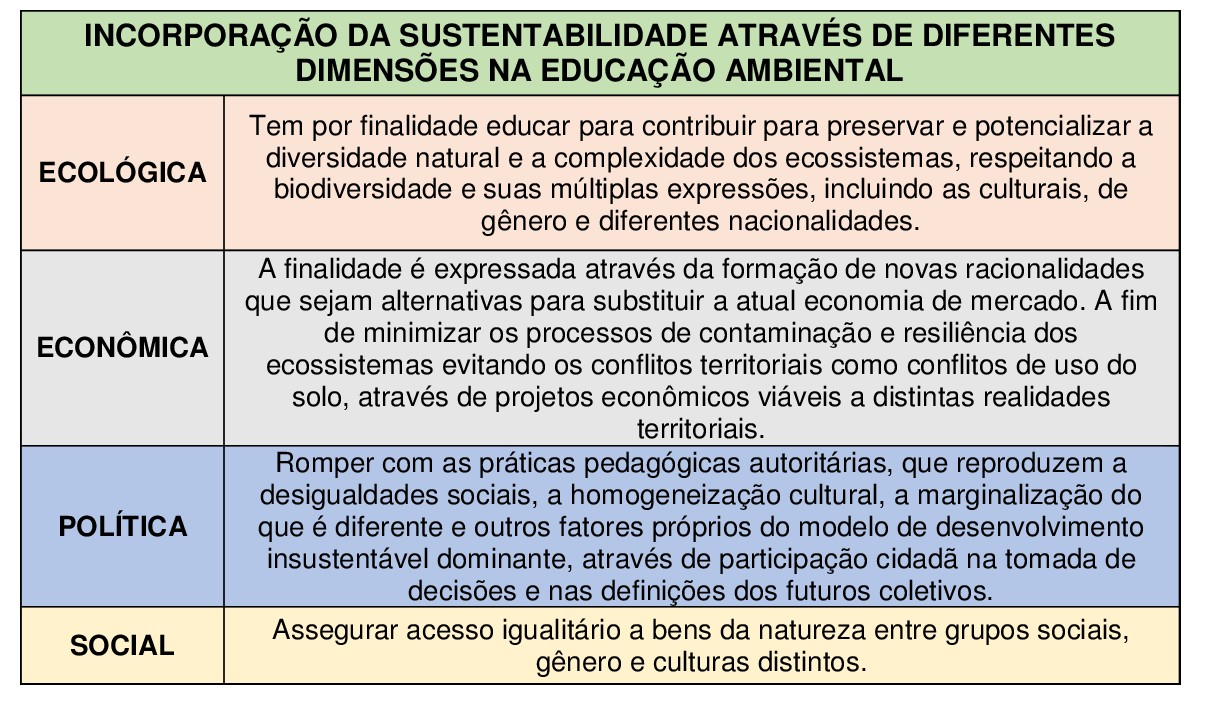 INCORPORAÇÃO DA SUSTENTABILIDADE ATRAVÉS DE DIFERENTES
DIMENSÕES NA EDUCAÇÃO AMBIENTAL
ECOLÓGICA
Tem por finalidade educar para contribuir para preservar e potencializar a
diversidade natural e a complexidade dos ecossistemas, respeitando a
biodiversidade e suas múltiplas expressões, incluindo as culturais, de
gênero e diferentes nacionalidades.
ECONÔMICA
A finalidade é expressada através da formação de novas racionalidades
que sejam alternativas para substituir a atual economia de mercado. A fim
de minimizar os processos de contaminação e resiliência dos
ecossistemas evitando os conflitos territoriais como conflitos de uso do
solo, através de projetos econômicos viáveis a distintas realidades
territoriais.
POLÍTICA
Romper com as práticas pedagógicas autoritárias, que reproduzem a
desigualdades sociais, a homogeneização cultural, a marginalização do
que é diferente e outros fatores próprios do modelo de desenvolvimento
insustentável dominante, através de participação cidadã na tomada de
decisões e nas definições dos futuros coletivos.
SOCIAL
Assegurar acesso igualitário a bens da natureza entre grupos sociais,
gênero e culturas distintos.